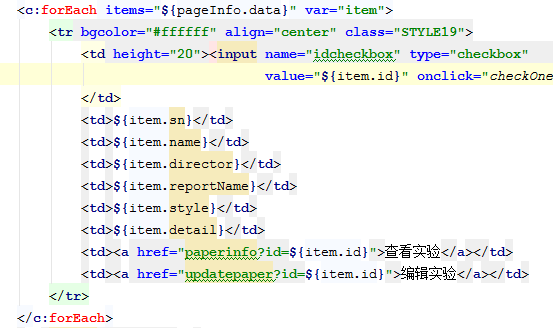 <c:forEach items="${pageInfo.data}" var="item">
<tr bgcolor="#ffffff" align="center" class="STYLE19">
<td height="20"><input name="idcheckbox" type="checkbox"
value="${item.id}" onclick="checkOne
</td>
<td>${item.sn}</td>
<td>${item.name}</td>
<td>${item.director}</td>
<td>${item.reportName}</td>
<td>${item.style}</td>
<td>${item.detail}</td>
<td><a href="paperinfo?id=${item.id}">查看实验</a></td>
<td><a href="updatepaper?id=${item.id}">编辑实验</a></td>
</tr>
</c:forEach>